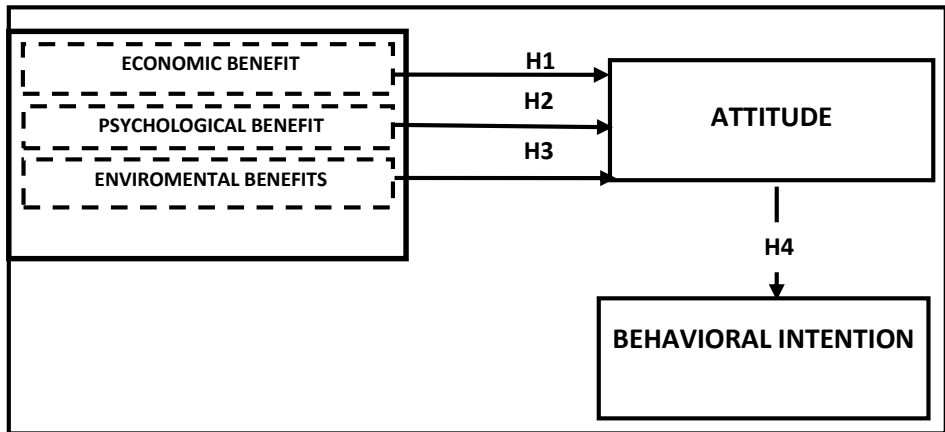 ECONOMIC BENEFIT
H1
PSYCHOLOGICAL BENEFIT
H2
ENVIROMENTAL BENEFITS
H3
ATTITUDE
H4
BEHAVIORAL INTENTION